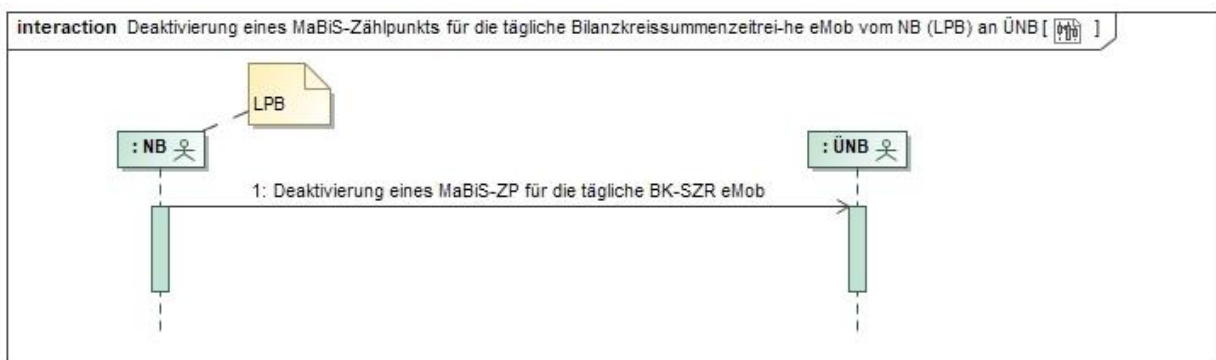 interaction Deaktivierung eines MaBiS-Zählpunkts für die tägliche Bilanzkreissummenzeitrei-he eMob vom NB (LPB) an ÜNB [ ]
LPB
: NB
: ÜNB
1: Deaktivierung eines MaBiS-ZP für die tägliche BK-SZR eMob